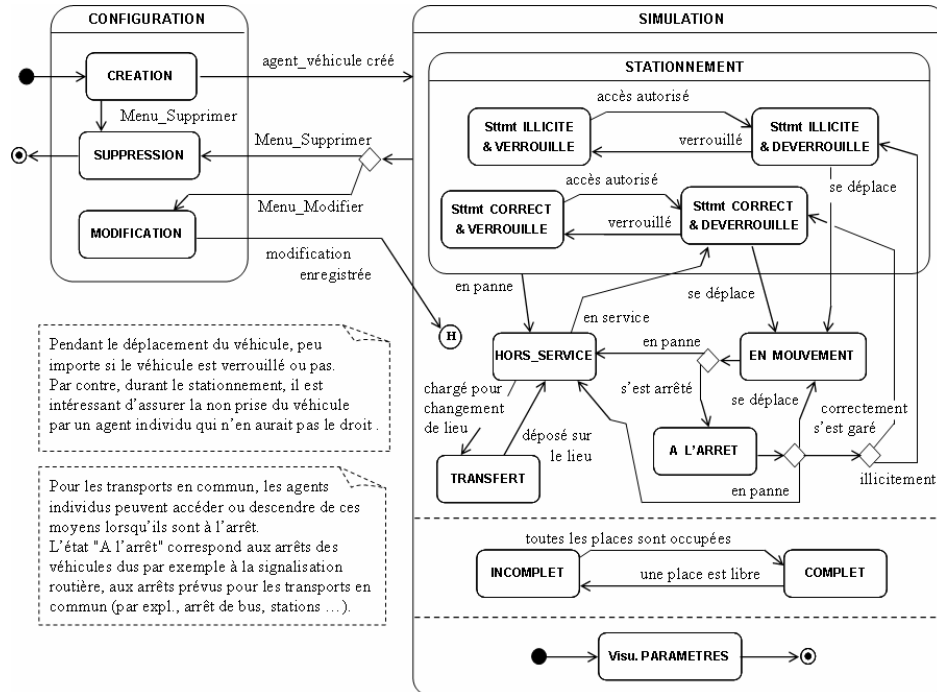 CONFIGURATION
SIMULATION
CREATION
agent_véhicule créé
Menu_Supprimer
SUPPRESSION
Menu_Supprimer
Menu_Modifier
MODIFICATION
modification
enregistrée
H
STATIONNEMENT
accès autorisé
Sttmt ILLICITE
& VERROUILLE
verrouillé
Sttmt ILLICITE
& DEVERROUILLE
se déplace
accès autorisé
Sttmt CORRECT
& VERROUILLE
verrouillé
Sttmt CORRECT
& DEVERROUILLE
en panne
en service
se déplace
HORS_SERVICE
en panne
EN MOUVEMENT
s'est arrêté
se déplace
correctement
s'est garé
chargé pour
changement
de lieu
déposé sur
le lieu
A L'ARRET
TRANSFERT
en panne
illicitement
Pendant le déplacement du véhicule, peu
importe si le véhicule est verrouillé ou pas.
Par contre, durant le stationnement, il est
intéressant d'assurer la non prise du véhicule
par un agent individu qui n'en aurait pas le droit .
Pour les transports en commun, les agents
individus peuvent accéder ou descendre de ces
moyens lorsqu'ils sont à l'arrêt.
L'état "A l'arrêt" correspond aux arrêts des
véhicules dus par exemple à la signalisation
routière, aux arrêts prévus pour les transports en
commun (par expl., arrêt de bus, stations …).
toutes les places sont occupées
INCOMPLET
une place est libre
COMPLET
Visu. PARAMETRES